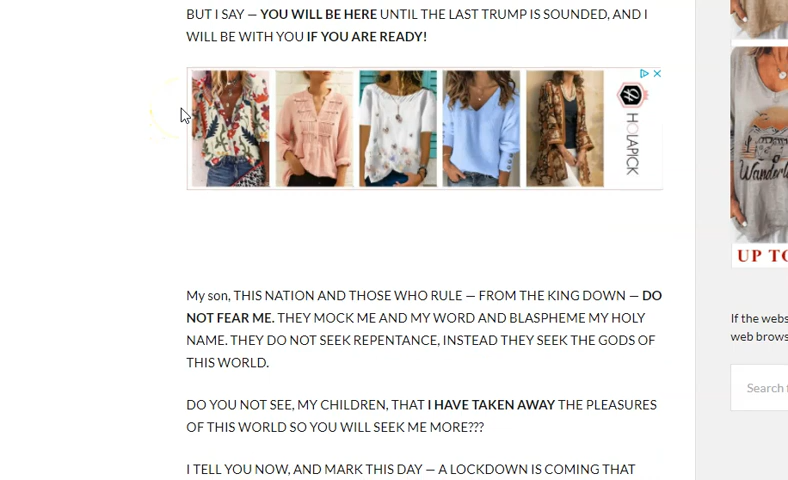 BUT I SAY — YOU WILL BE HERE UNTIL THE LAST TRUMP IS SOUNDED, AND I
WILL BE WITH YOU IF YOU ARE READY!
HOLAPICK
My son, THIS NATION AND THOSE WHO RULE — FROM THE KING DOWN — DO
NOT FEAR ME. THEY MOCK ME AND MY WORD AND BLASPHEME MY HOLY
NAME. THEY DO NOT SEEK REPENTANCE, INSTEAD THEY SEEK THE GODS OF
THIS WORLD.
DO YOU NOT SEE, MY CHILDREN, THAT I HAVE TAKEN AWAY THE PLEASURES
OF THIS WORLD SO YOU WILL SEEK ME MORE???
I TELL YOU NOW, AND MARK THIS DAY — A LOCKDOWN IS COMING THAT
UP TO
If the webs
web brows
Search